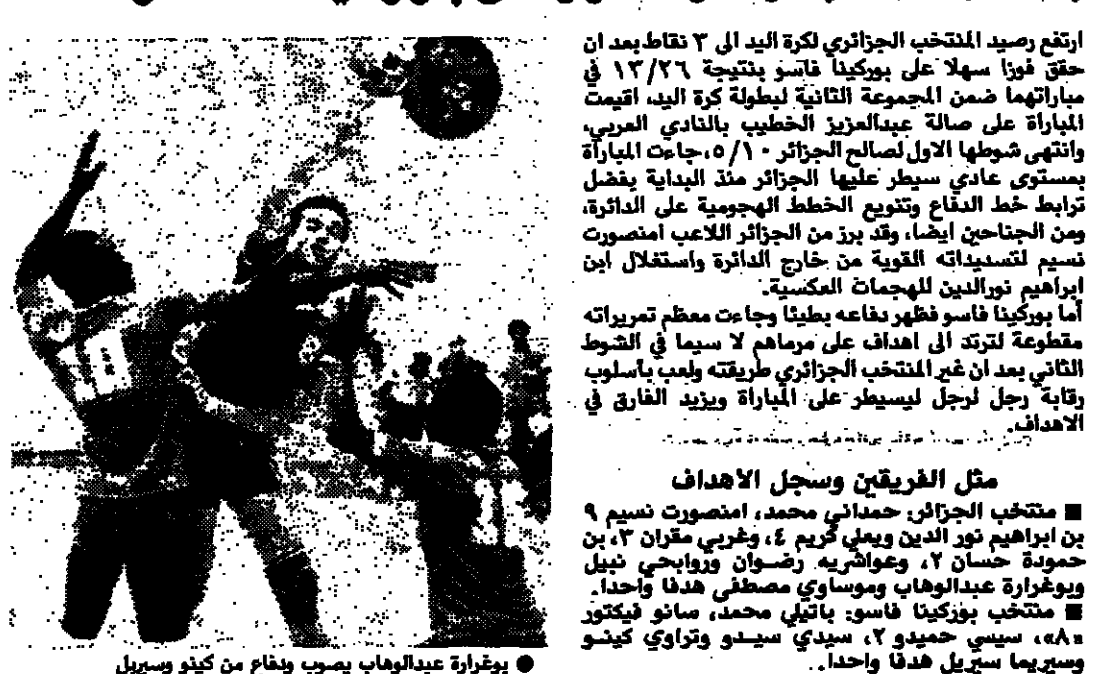 ارتفع رصيد المنتخب الجزائري لكرة اليد الى ٣ نقاط بعد ان
حقق فوزا سهلا على بوركينا فاسو بنتيجة ١٣/٢٦ في
مباراتهما ضمن المجموعة الثانية لبطولة كرة اليد، اقيمت
المباراة على صالة عبدالعزيز الخطيب بالنادي العربي،
وانتهى شوطها الاول لصالح الجزائر ٥/١٠، جاءت المباراة
بمستوى عادي سيطر عليها الجزائر منذ البداية بفضل
ترابط خط الدفاع وتنويع الخطط الهجومية على الدائرة،
ومن الجناحين ايضا، وقد برز من الجزائر اللاعب امنصورت
نسيم لتسديداته القوية من خارج الدائرة واستغلال ابن
ابراهيم نورالدين للهجمات العكسية.
أما بوركينا فاسو فظهر دفاعه بطيئا وجاءت معظم تمريراته
مقطوعة لترتد الى اهداف على مرماهم لا سيما في الشوط
الثاني بعد ان غير المنتخب الجزائري طريقته ولعب بأسلوب
رقابة رجل لرجل ليسيطر على المباراة ويزيد الفارق في
الاهداف.
مثل الفريقين وسجل الاهداف
■ منتخب الجزائر: حمداني محمد، امنصورت نسيم ٩
بن ابراهيم نور الدين وبعلي كريم ٤، وغربي مقران ٣، بن
حمودة حسان ٢، وعواشريه رضوان وروابحي نبيل
وبوغرارة عبدالوهاب وموساوي مصطفى هدفا واحدا.
■ منتخب بوركينا فاسو: باتيلي محمد، سانو فيكتور
«٨»، سيسي حميدو ٢، سيدي سيدو وتراوي كينو
وسيريما سيريل هدفا واحدا.
● بوغرارة عبدالوهاب يصوب ودفاع من كينو وسيريل